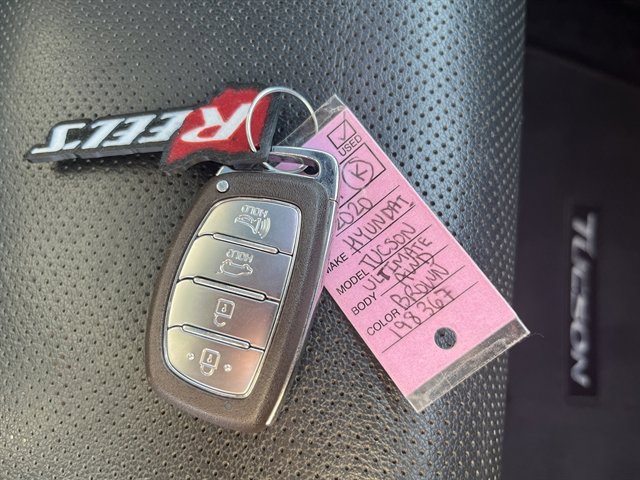 REEL'S
USED
K
2020
MAKE HYUNDAI
MODEL TUCSON
ULTIMATE
BODY AWD
COLOR BROWN
198367
HOLD
HOLD
TUCSON